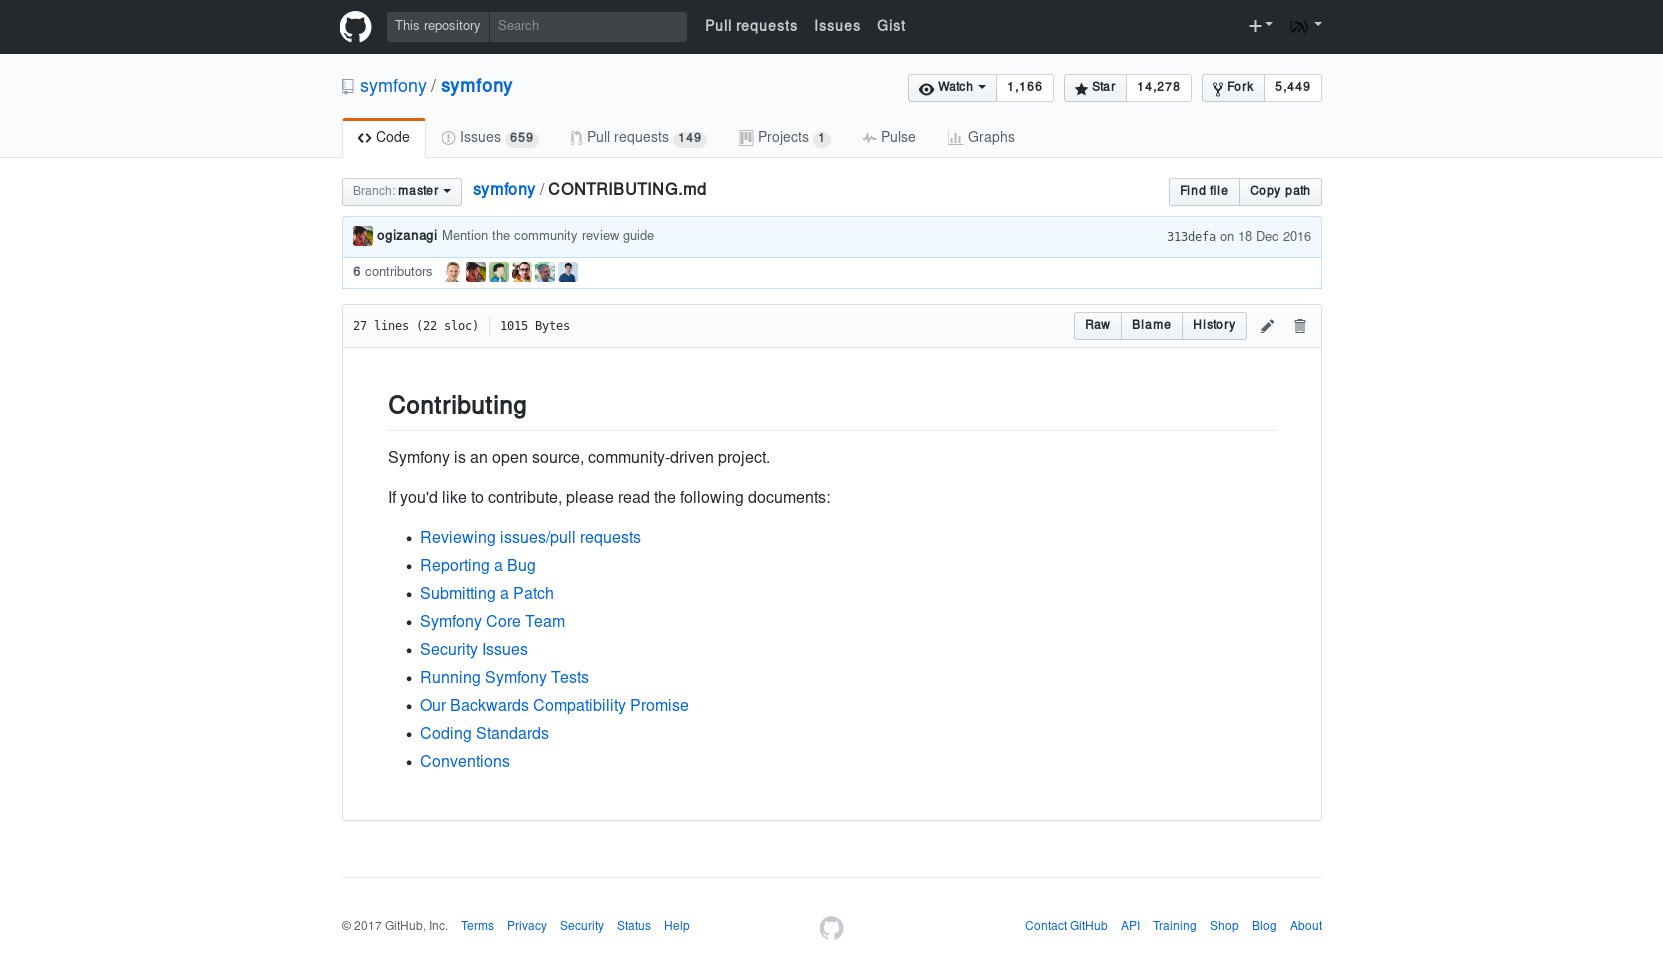 This repository Search Pull requests Issues Gist
symfony / symfony Watch 1,166 Star 14,278 Fork 5,449
Code Issues 659 Pull requests 149 Projects 1 Pulse Graphs
Branch: master symfony / CONTRIBUTING.md Find file Copy path
ogizanagi Mention the community review guide 313defa on 18 Dec 2016
6 contributors
27 lines (22 sloc) 1015 Bytes Raw Blame History
Contributing
Symfony is an open source, community-driven project.
If you'd like to contribute, please read the following documents:
• Reviewing issues/pull requests
• Reporting a Bug
• Submitting a Patch
• Symfony Core Team
• Security Issues
• Running Symfony Tests
• Our Backwards Compatibility Promise
• Coding Standards
• Conventions
© 2017 GitHub, Inc. Terms Privacy Security Status Help Contact GitHub API Training Shop Blog About